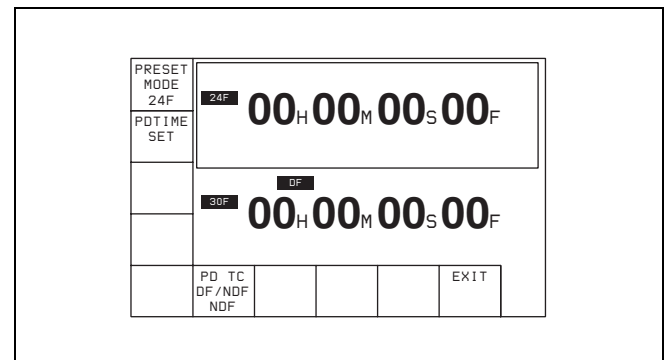 PRESET
MODE
24F
PDTIME
SET
24F
00H00M00S00F
DF
30F
00H00M00S00F
PD TC
DF/NDF
NDF
EXIT